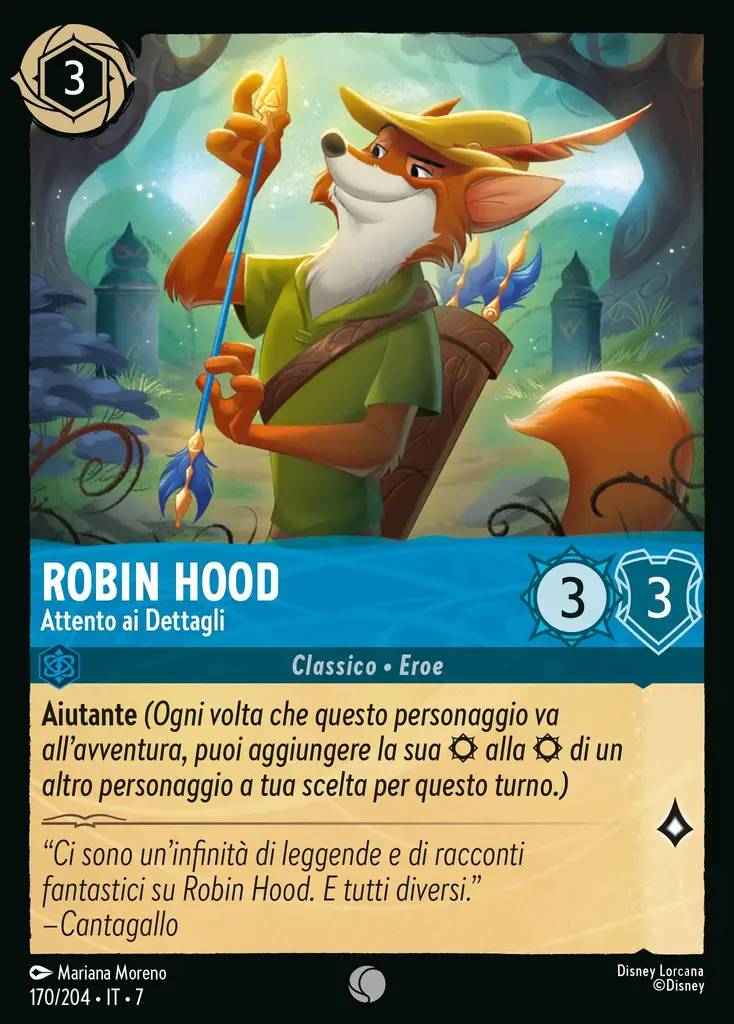 3
ROBIN HOOD
Attento ai Dettagli
3
3
Classico • Eroe
Aiutante (Ogni volta che questo personaggio va
all'avventura, puoi aggiungere la sua alla di un
altro personaggio a tua scelta per questo turno.)
“Ci sono un'infinità di leggende e di racconti
fantastici su Robin Hood. E tutti diversi.”
–Cantagallo
Mariana Moreno
170/204 • IT • 7
Disney Lorcana
©Disney